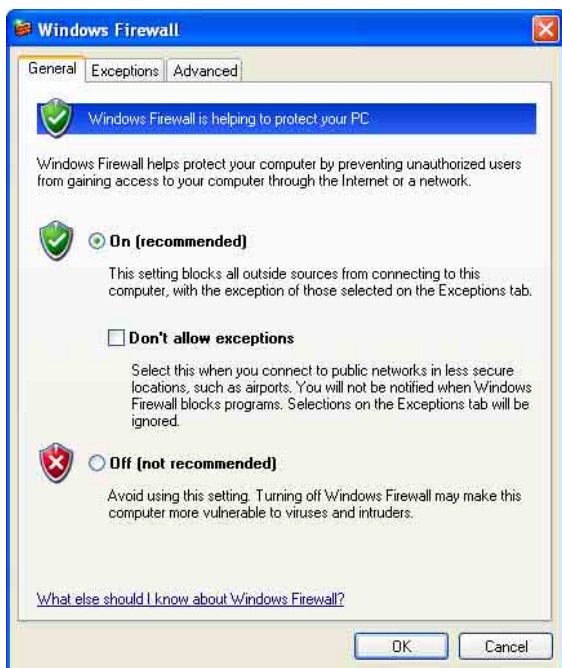 Windows Firewall
General Exceptions Advanced
Windows Firewall is helping to protect your PC
Windows Firewall helps protect your computer by preventing unauthorized users
from gaining access to your computer through the Internet or a network.
On (recommended)
This setting blocks all outside sources from connecting to this
computer, with the exception of those selected on the Exceptions tab.
Don't allow exceptions
Select this when you connect to public networks in less secure
locations, such as airports. You will not be notified when Windows
Firewall blocks programs. Selections on the Exceptions tab will be
ignored.
Off (not recommended)
Avoid using this setting. Turning off Windows Firewall may make this
computer more vulnerable to viruses and intruders.
What else should I know about Windows Firewall?
OK Cancel